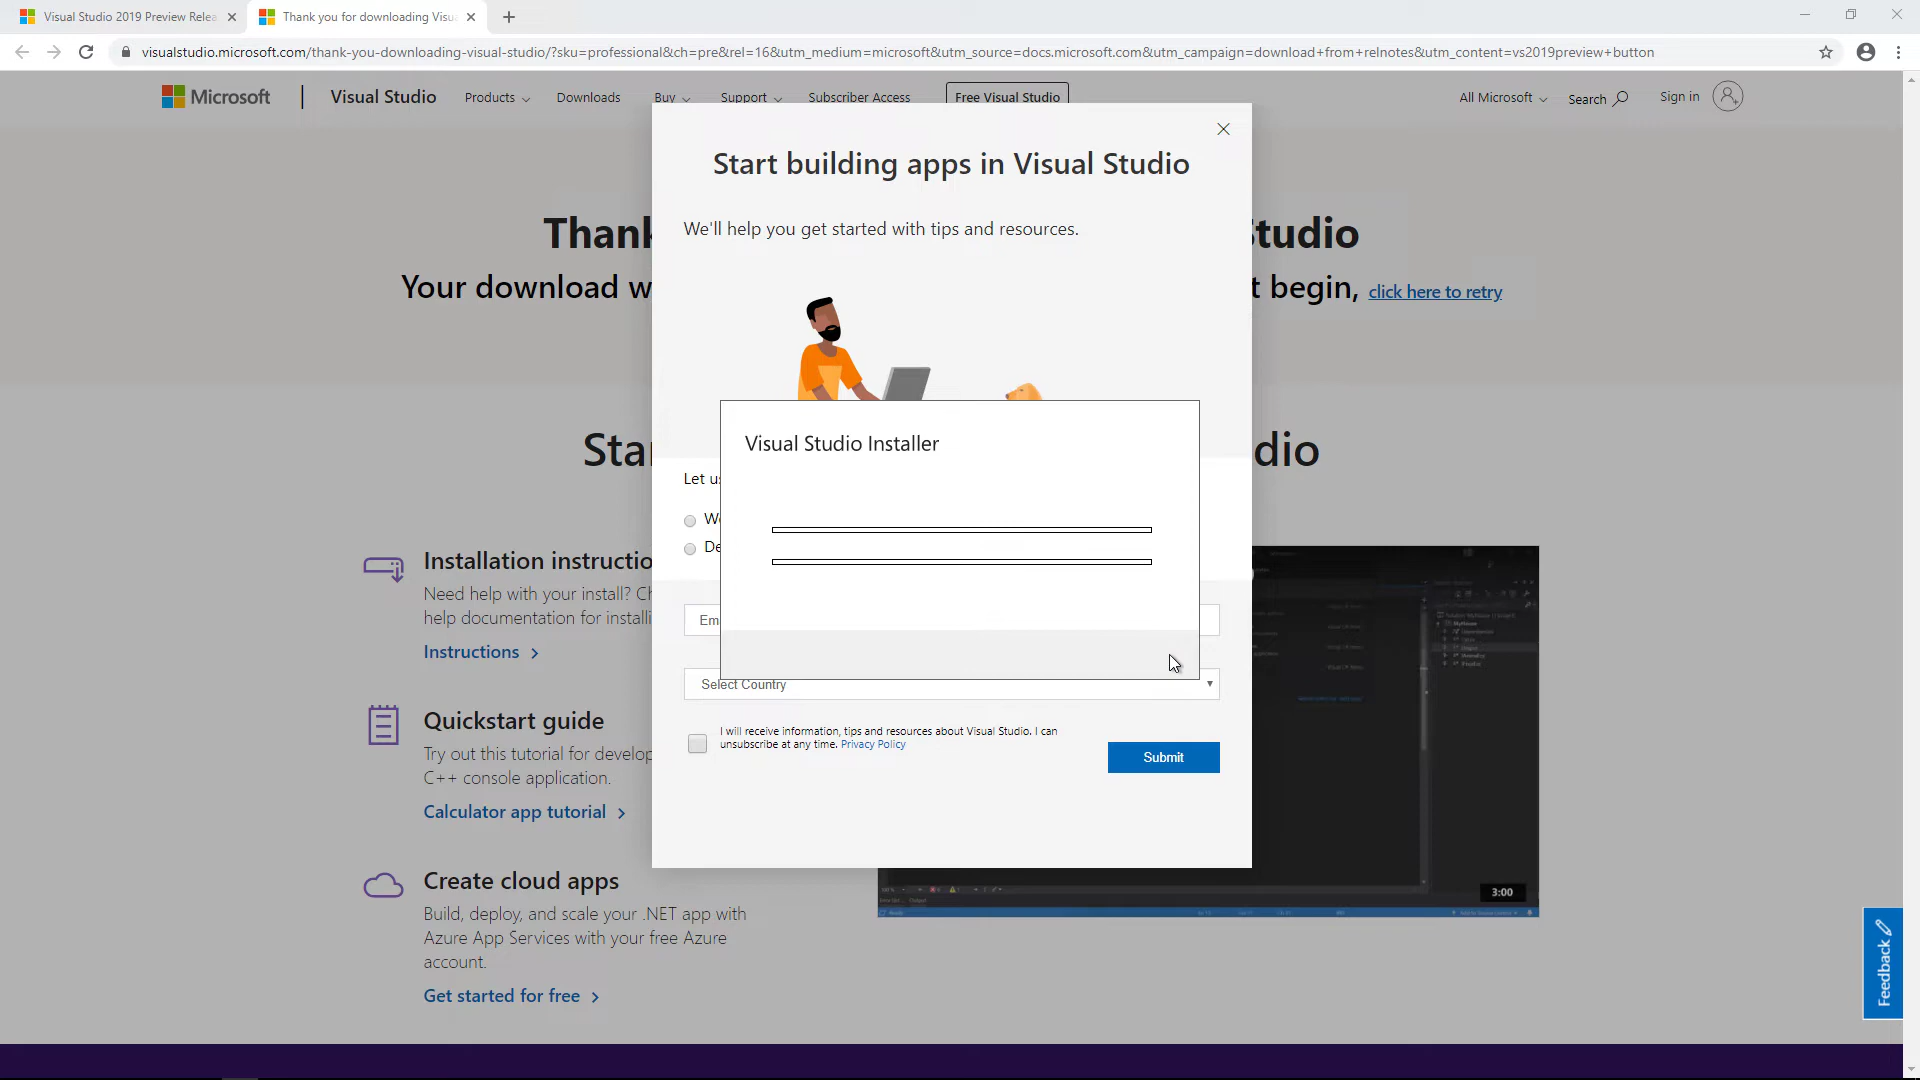 Visual Studio 2019 Preview Relea
Thank you for downloading Visu
visualstudio.microsoft.com/thank-you-downloading-visual-studio/?sku=professional&ch=pre&rel=16&utm_medium=microsoft&utm_source=docs.microsoft.com&utm_campaign=download+from+relnotes&utm_content=vs2019preview+button
Microsoft | Visual Studio Products Downloads Buy Support Subscriber Access Free Visual Studio All Microsoft Search Sign in
Start building apps in Visual Studio
We'll help you get started with tips and resources.
Thank
tudio
Your download w
t begin, click here to retry
Visual Studio Installer
Sta
dio
Let u
W
De
Em
Select Country
I will receive information, tips and resources about Visual Studio. I can
unsubscribe at any time. Privacy Policy
Submit
Installation instructio
Need help with your install? C
help documentation for installi
Instructions
Quickstart guide
Try out this tutorial for develop
C++ console application.
Calculator app tutorial
Create cloud apps
Build, deploy, and scale your .NET app with
Azure App Services with your free Azure
account.
Get started for free
3:00
Feedback